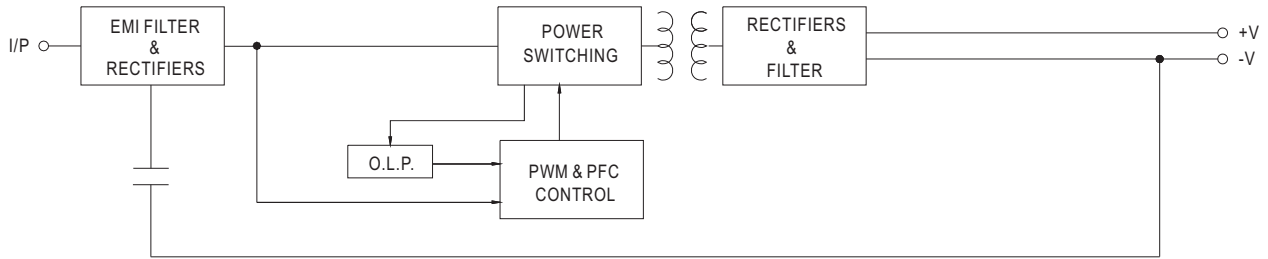 I/P
EMI FILTER
&
RECTIFIERS
POWER
SWITCHING
RECTIFIERS
&
FILTER
+V
-V
O.L.P.
PWM & PFC
CONTROL